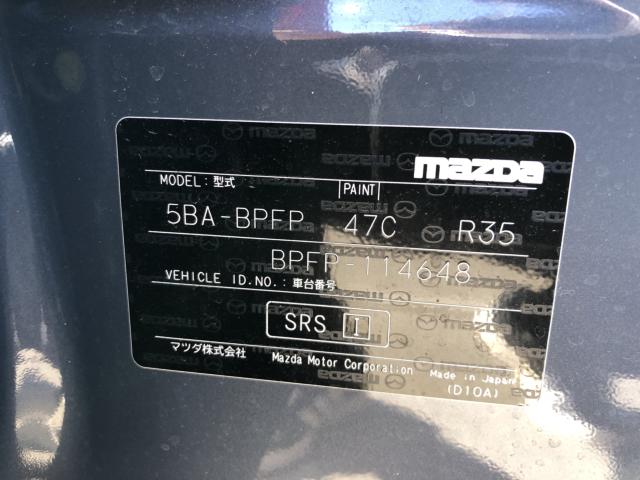 mazda
MODEL:型式 PAINT
5BA-BPFP 47C R35
BPFP-114648
VEHICLE ID.NO.:車台番号
SRS I
マツダ株式会社 Mazda Motor Corporation Made in Japan
(D10A)